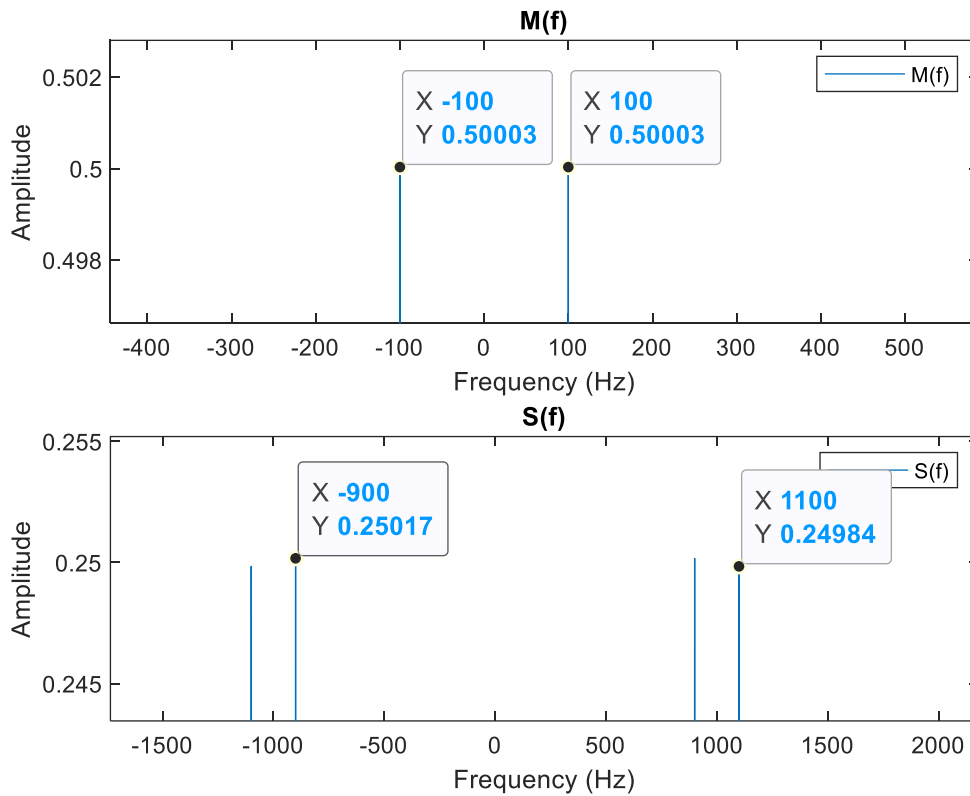 M(f)
M(f)
X -100
Y 0.50003
X 100
Y 0.50003
Amplitude
0.502
0.5
0.498
-400 -300 -200 -100 0 100 200 300 400 500
Frequency (Hz)
S(f)
S(f)
X -900
Y 0.25017
X 1100
Y 0.24984
Amplitude
0.255
0.25
0.245
-1500 -1000 -500 0 500 1000 1500 2000
Frequency (Hz)